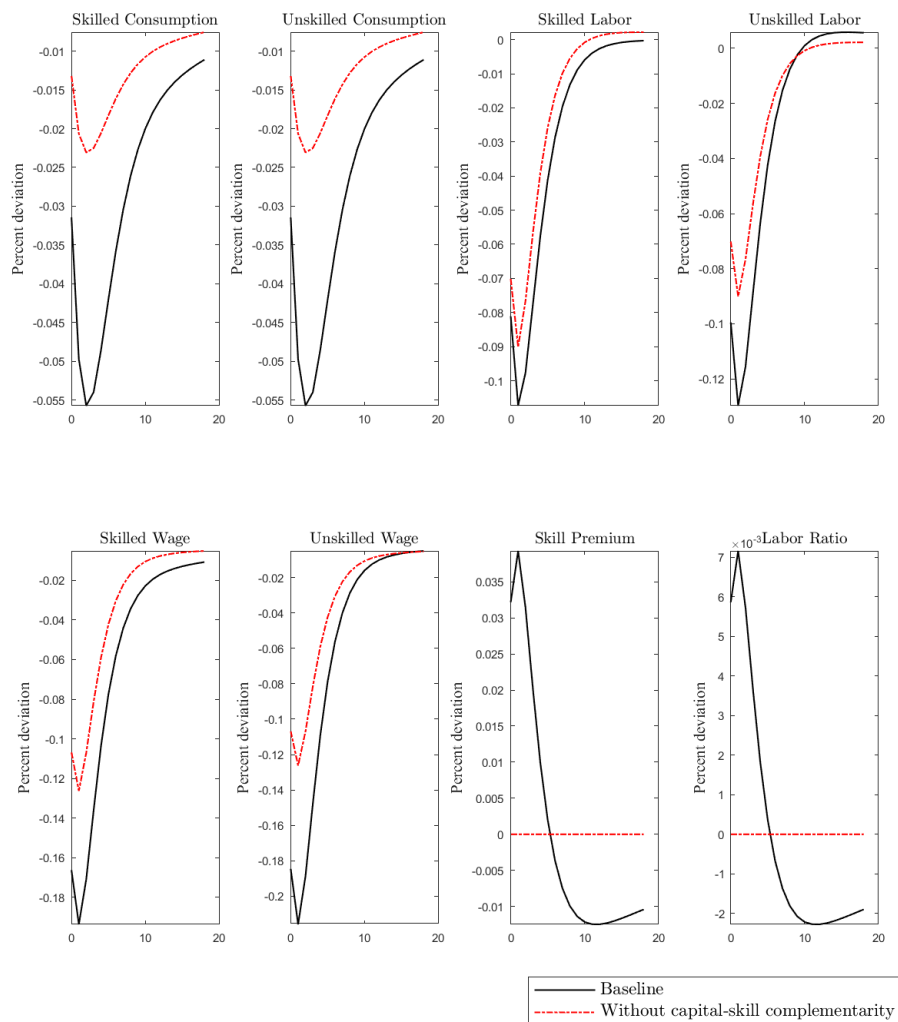 Skilled Consumption
Percent deviation
-0.01
-0.015
-0.02
-0.025
-0.03
-0.035
-0.04
-0.045
-0.05
-0.055
0 10 20
Unskilled Consumption
Percent deviation
-0.01
-0.015
-0.02
-0.025
-0.03
-0.035
-0.04
-0.045
-0.05
-0.055
0 10 20
Skilled Labor
Percent deviation
0
-0.01
-0.02
-0.03
-0.04
-0.05
-0.06
-0.07
-0.08
-0.09
-0.1
0 10 20
Unskilled Labor
Percent deviation
0
-0.02
-0.04
-0.06
-0.08
-0.1
-0.12
0 10 20
Skilled Wage
Percent deviation
-0.02
-0.04
-0.06
-0.08
-0.1
-0.12
-0.14
-0.16
-0.18
0 10 20
Unskilled Wage
Percent deviation
-0.02
-0.04
-0.06
-0.08
-0.1
-0.12
-0.14
-0.16
-0.18
-0.2
0 10 20
Skill Premium
Percent deviation
0.035
0.03
0.025
0.02
0.015
0.01
0.005
0
-0.005
-0.01
0 10 20
×10-3 Labor Ratio
Percent deviation
7
6
5
4
3
2
1
0
-1
-2
0 10 20
Baseline
Without capital-skill complementarity